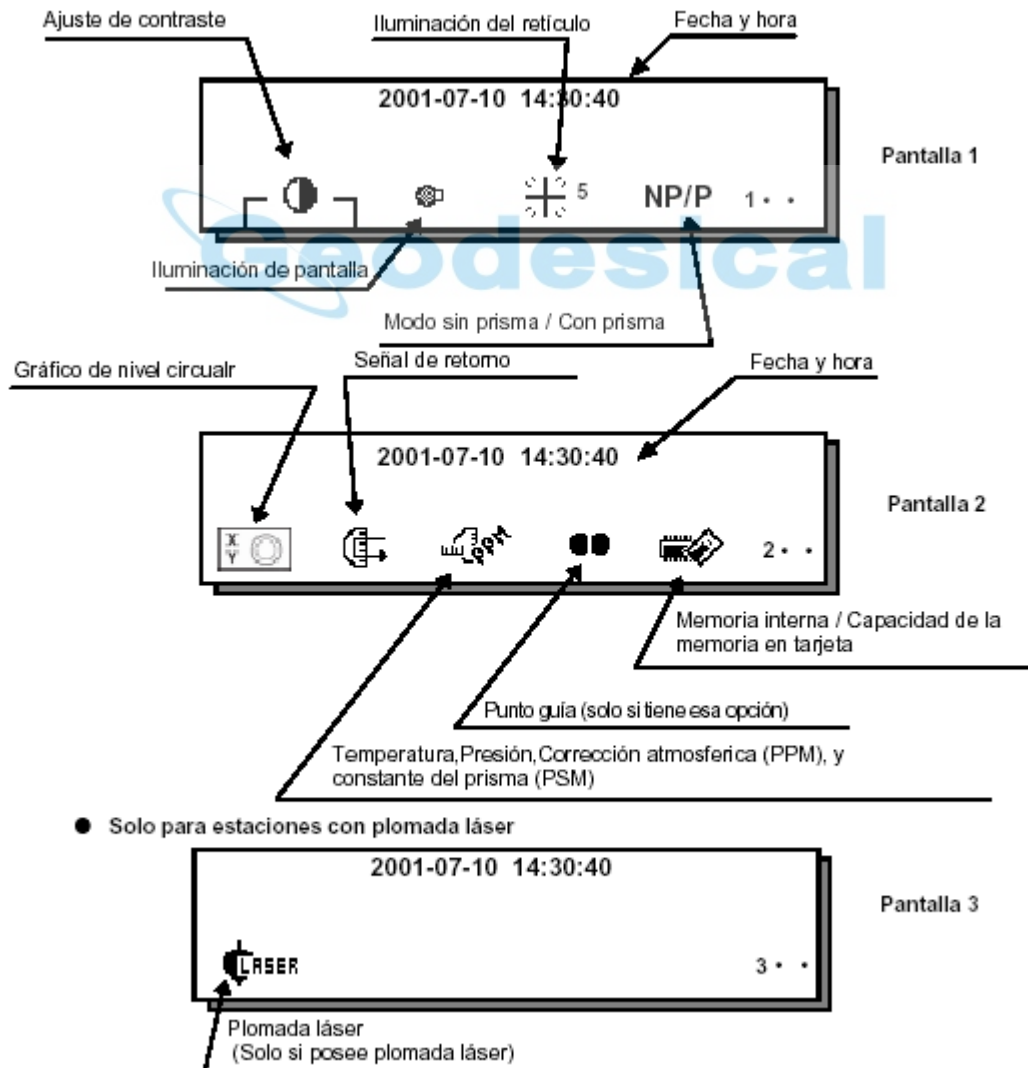 Ajuste de contraste
Iluminación del retículo
Fecha y hora
2001-07-10 14:30:40
Pantalla 1
5
NP/P
1 • •
Geodesical
Iluminación de pantalla
Modo sin prisma / Con prisma
Gráfico de nivel circualr
Señal de retorno
Fecha y hora
2001-07-10 14:30:40
Pantalla 2
X
Y
PPM
2 • •
Memoria interna / Capacidad de la
memoria en tarjeta
Punto guía (solo si tiene esa opción)
Temperatura,Presión,Corrección atmosferica (PPM), y
constante del prisma (PSM)
● Solo para estaciones con plomada láser
2001-07-10 14:30:40
Pantalla 3
LASER
3 • •
Plomada láser
(Solo si posee plomada láser)